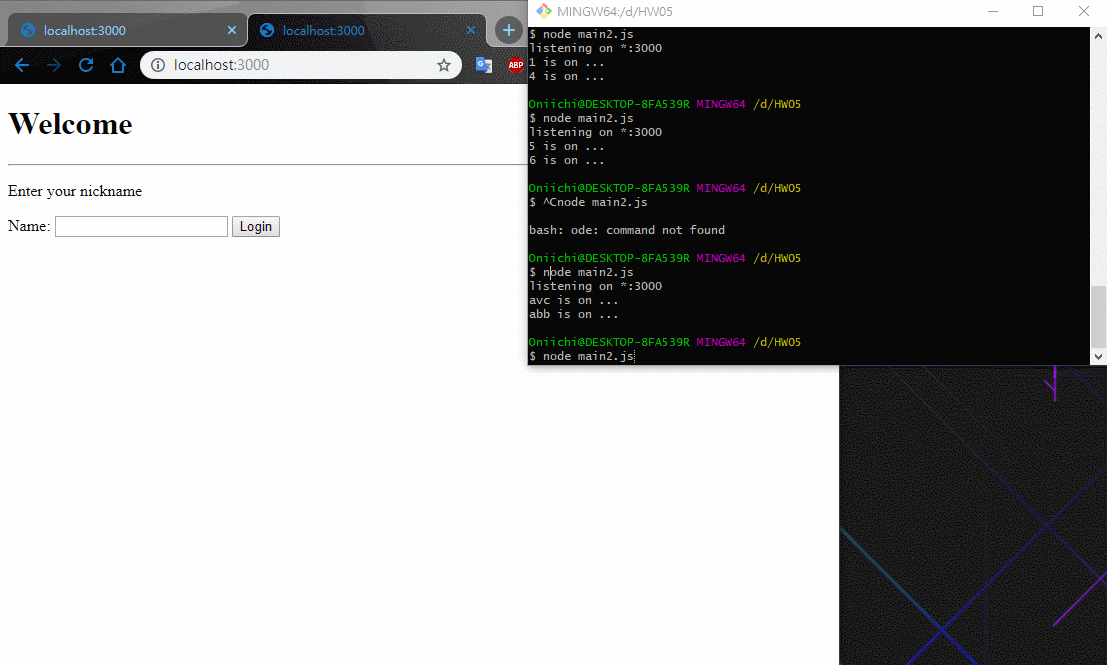 localhost:3000
localhost:3000
localhost:3000
ABP
Welcome
Enter your nickname
Name:
Login
MINGW64:/d/HW05
$ node main2.js
listening on *:3000
1 is on ...
4 is on ...
Oniichi@DESKTOP-8FA539R MINGW64 /d/HW05
$ node main2.js
listening on *:3000
5 is on ...
6 is on ...
Oniichi@DESKTOP-8FA539R MINGW64 /d/HW05
$ ^Cnode main2.js
bash: ode: command not found
Oniichi@DESKTOP-8FA539R MINGW64 /d/HW05
$ node main2.js
listening on *:3000
avc is on ...
abb is on ...
Oniichi@DESKTOP-8FA539R MINGW64 /d/HW05
$ node main2.js